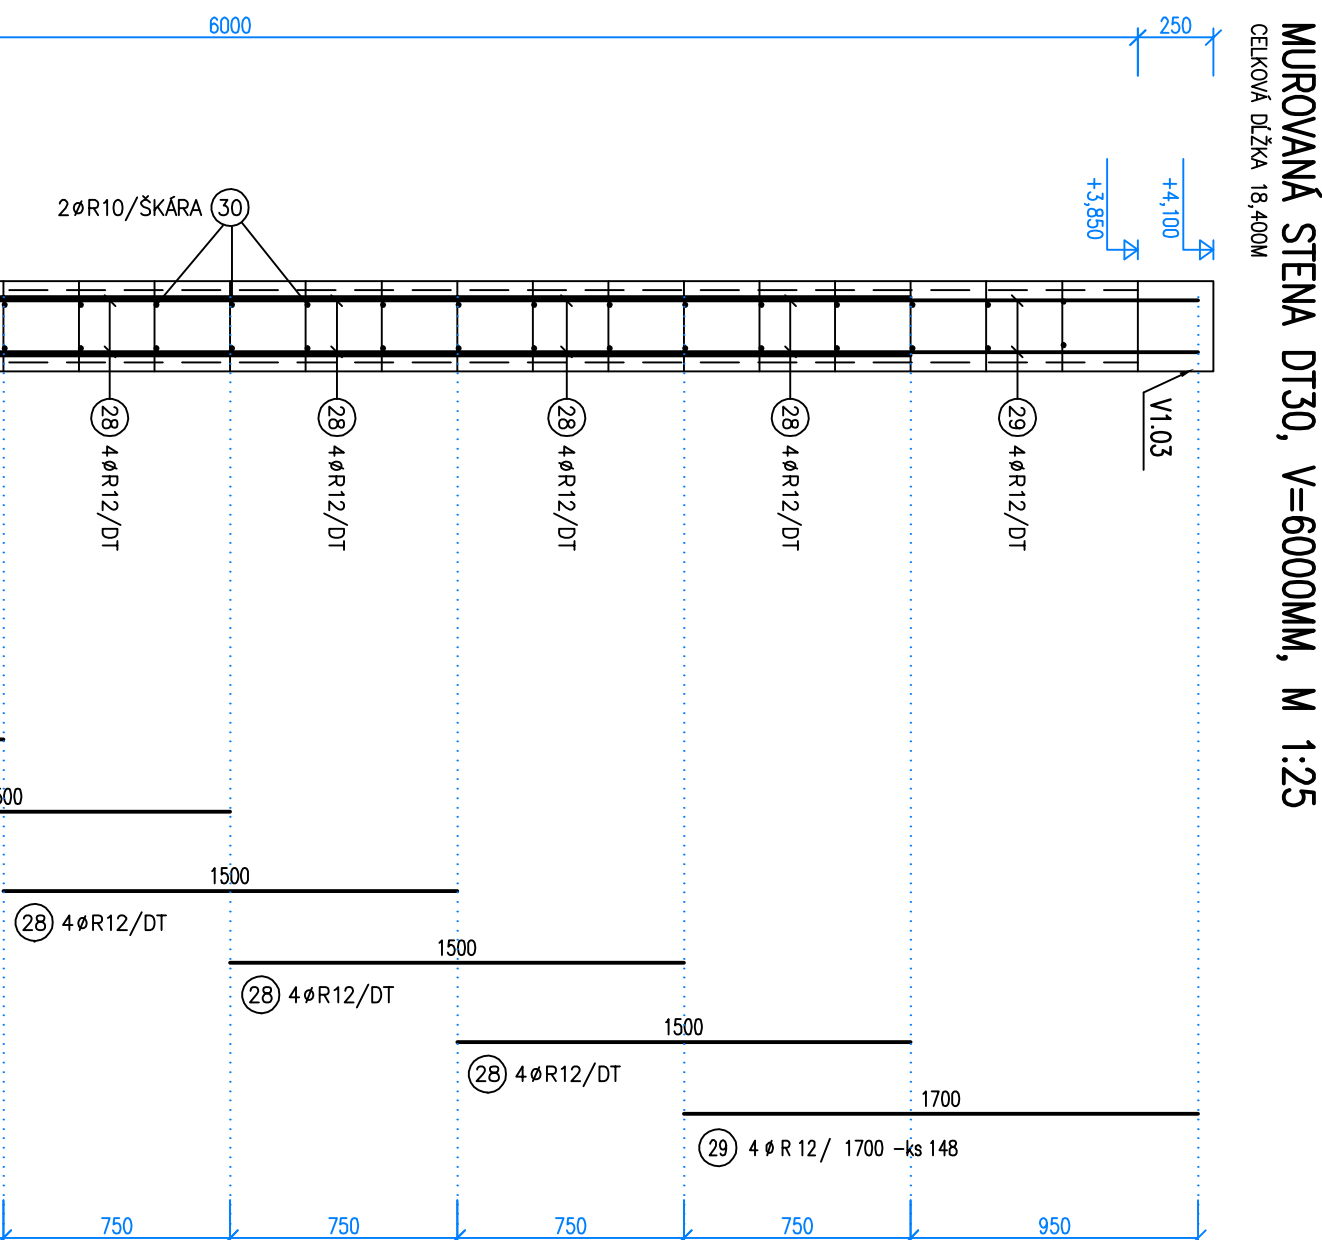 MUROVANÁ STENA DT30, V=6000MM, M 1:25
CELKOVÁ DĹŽKA 18,400M
6000
250
+4,100
+3,850
2øR10/ŠKÁRA 30
V1.03
28 4øR12/DT
28 4øR12/DT
28 4øR12/DT
28 4øR12/DT
29 4øR12/DT
1500
28 4øR12/DT
1500
28 4øR12/DT
1500
28 4øR12/DT
1700
29 4 ø R 12/ 1700 -ks 148
750
750
750
750
950